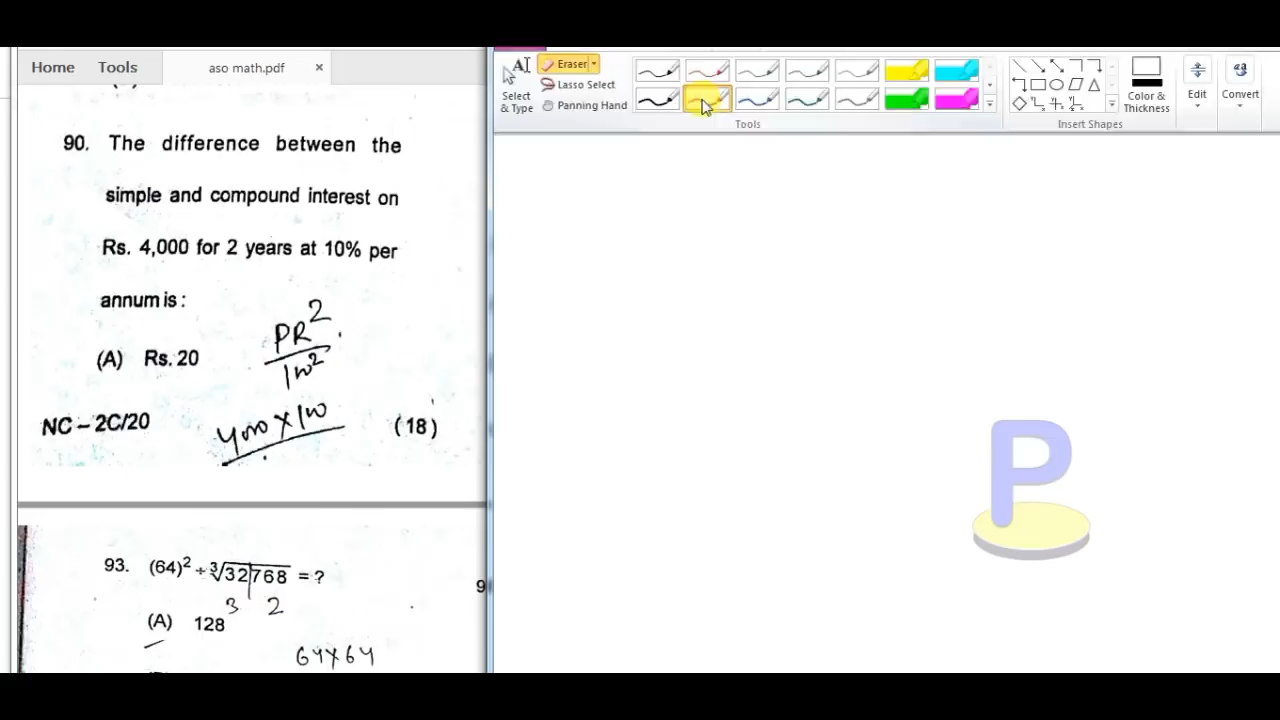 Home Tools aso math.pdf ×
Select & Type
Eraser
Lasso Select
Panning Hand
Tools
Insert Shapes
Color & Thickness
Edit
Convert
90. The difference between the
simple and compound interest on
Rs. 4,000 for 2 years at 10% per
annum is :
PR²
100²
(A) Rs. 20
4000 × 100
NC – 2C/20
(18)
93. (64)² ÷ ³√32768 = ?
3 2
(A) 128
64×64
9
P